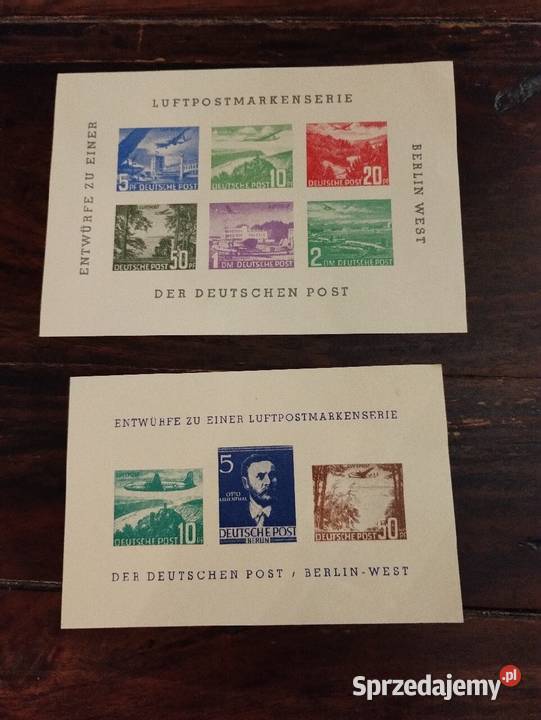 LUFTPOSTMARKENSERIE
ENTWÜRFE ZU EINER
BERLIN WEST
5 PF DEUTSCHE POST
10 PF DEUTSCHE POST
20 PF DEUTSCHE POST
DEUTSCHE POST 50 PF
1 DM DEUTSCHE POST
2 DM DEUTSCHE POST
DER DEUTSCHEN POST
ENTWÜRFE ZU EINER LUFTPOSTMARKENSERIE
LUFTPOST
DEUTSCHE POST 10 PF
5
OTTO
LILIENTHAL
DEUTSCHE POST
BERLIN
LUFTPOST
DEUTSCHE POST 50 PF
DER DEUTSCHEN POST / BERLIN-WEST
Sprzedajemy.pl